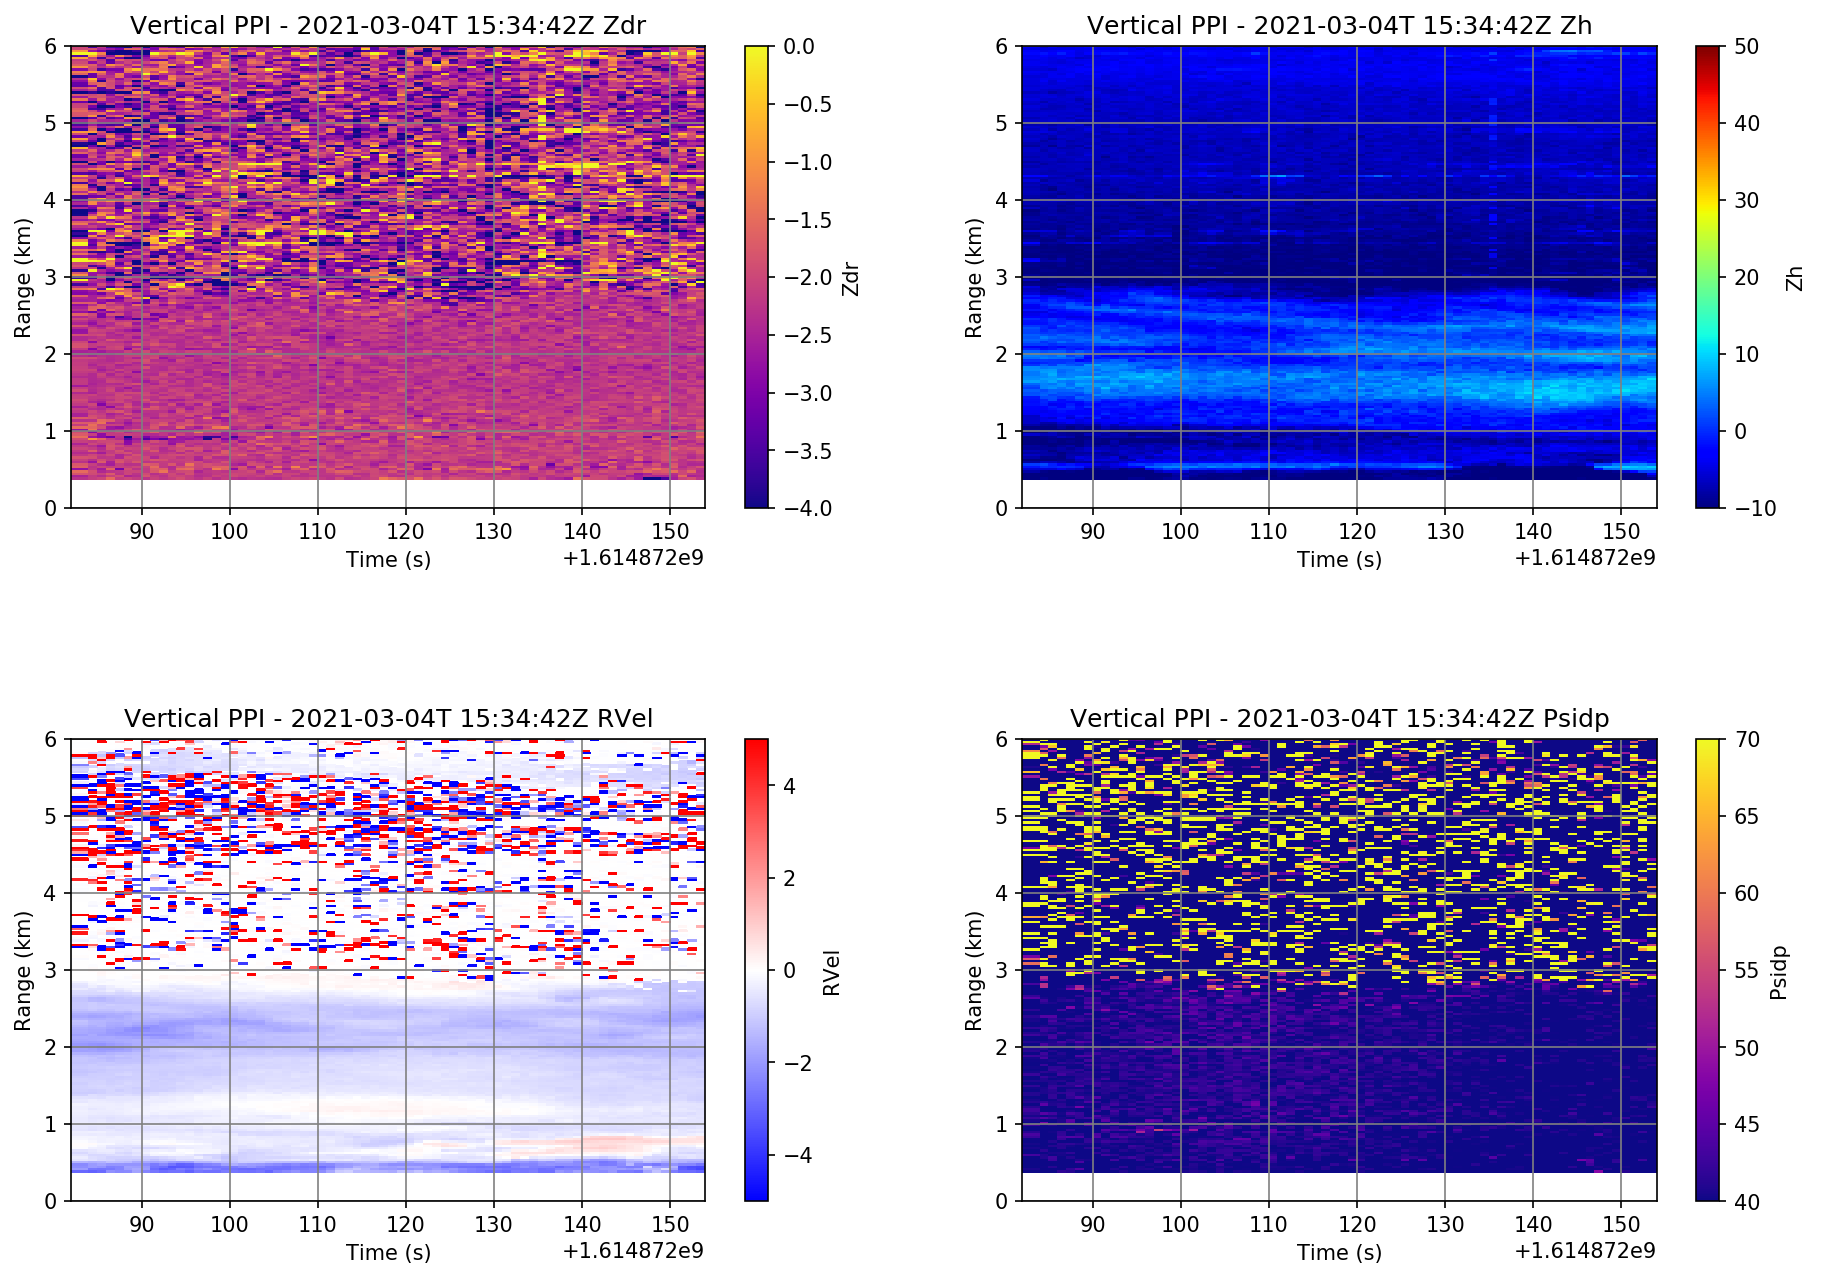 Vertical PPI - 2021-03-04T 15:34:42Z Zdr
6
5
4
3
2
1
0
Range (km)
90 100 110 120 130 140 150
Time (s)
+1.614872e9
0.0
−0.5
−1.0
−1.5
−2.0
−2.5
−3.0
−3.5
−4.0
Zdr
Vertical PPI - 2021-03-04T 15:34:42Z Zh
6
5
4
3
2
1
0
Range (km)
90 100 110 120 130 140 150
Time (s)
+1.614872e9
50
40
30
20
10
0
−10
Zh
Vertical PPI - 2021-03-04T 15:34:42Z RVel
6
5
4
3
2
1
0
Range (km)
90 100 110 120 130 140 150
Time (s)
+1.614872e9
4
2
0
−2
−4
RVel
Vertical PPI - 2021-03-04T 15:34:42Z Psidp
6
5
4
3
2
1
0
Range (km)
90 100 110 120 130 140 150
Time (s)
+1.614872e9
70
65
60
55
50
45
40
Psidp